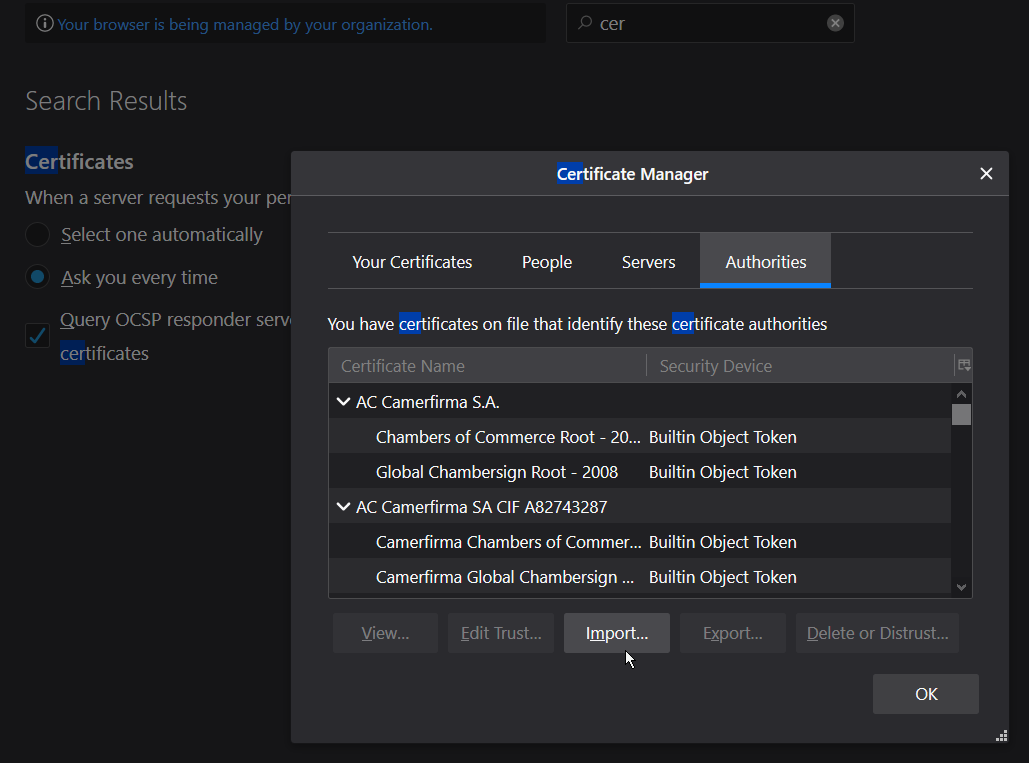 Your browser is being managed by your organization.
cer
Search Results
Certificates
When a server requests your per
Select one automatically
Ask you every time
Query OCSP responder serve
certificates
Certificate Manager
Your Certificates People Servers Authorities
You have certificates on file that identify these certificate authorities
Certificate Name Security Device
AC Camerfirma S.A.
Chambers of Commerce Root - 20... Builtin Object Token
Global Chambersign Root - 2008 Builtin Object Token
AC Camerfirma SA CIF A82743287
Camerfirma Chambers of Commer... Builtin Object Token
Camerfirma Global Chambersign ... Builtin Object Token
View... Edit Trust... Import... Export... Delete or Distrust...
OK